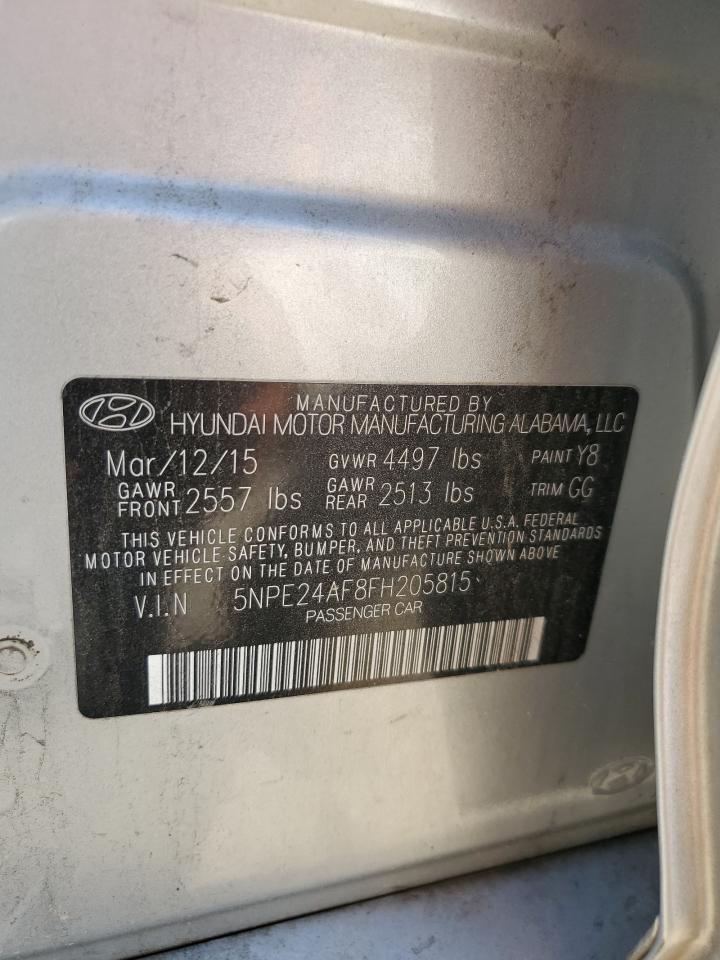 MANUFACTURED BY
HYUNDAI MOTOR MANUFACTURING ALABAMA, LLC
Mar/12/15 GVWR 4497 lbs PAINT Y8
GAWR FRONT 2557 lbs GAWR REAR 2513 lbs TRIM GG
THIS VEHICLE CONFORMS TO ALL APPLICABLE U.S.A. FEDERAL
MOTOR VEHICLE SAFETY, BUMPER, AND THEFT PREVENTION STANDARDS
IN EFFECT ON THE DATE OF MANUFACTURE SHOWN ABOVE
V.I.N 5NPE24AF8FH205815
PASSENGER CAR